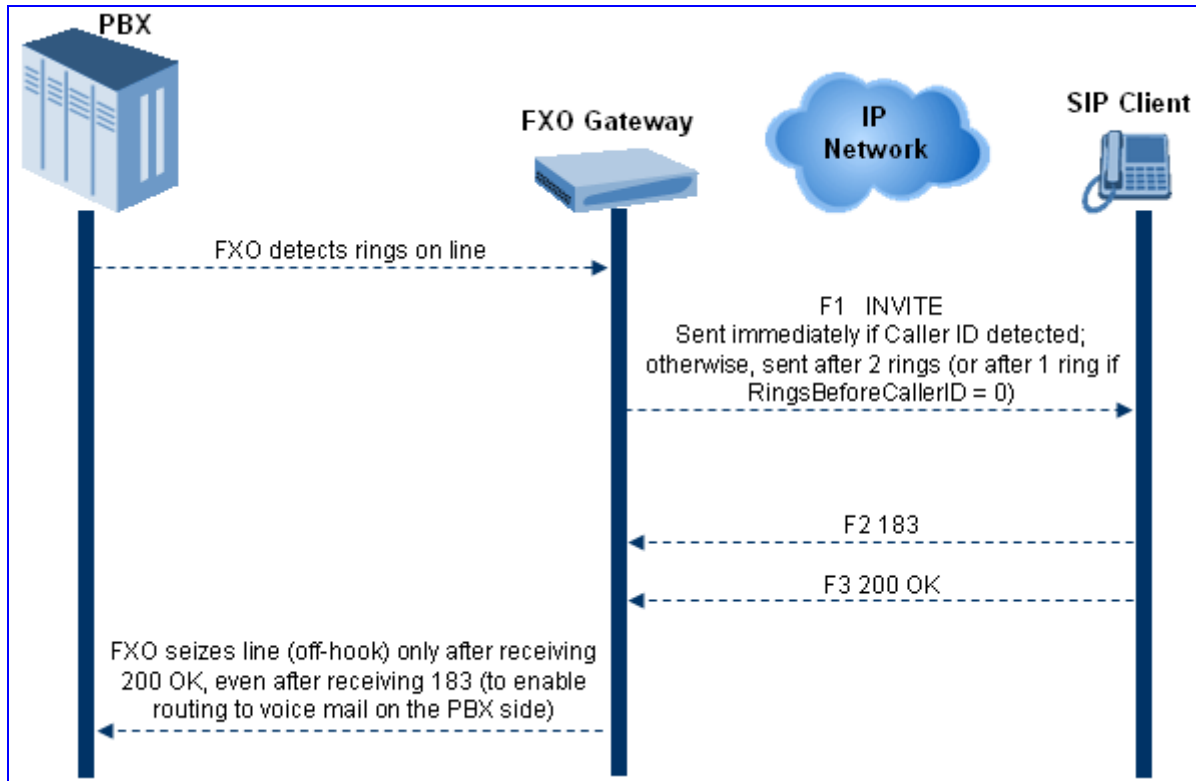 PBX
FXO Gateway
IP
Network
SIP Client
FXO detects rings on line
F1 INVITE
Sent immediately if Caller ID detected;
otherwise, sent after 2 rings (or after 1 ring if
RingsBeforeCallerID = 0)
F2 183
F3 200 OK
FXO seizes line (off-hook) only after receiving
200 OK, even after receiving 183 (to enable
routing to voice mail on the PBX side)